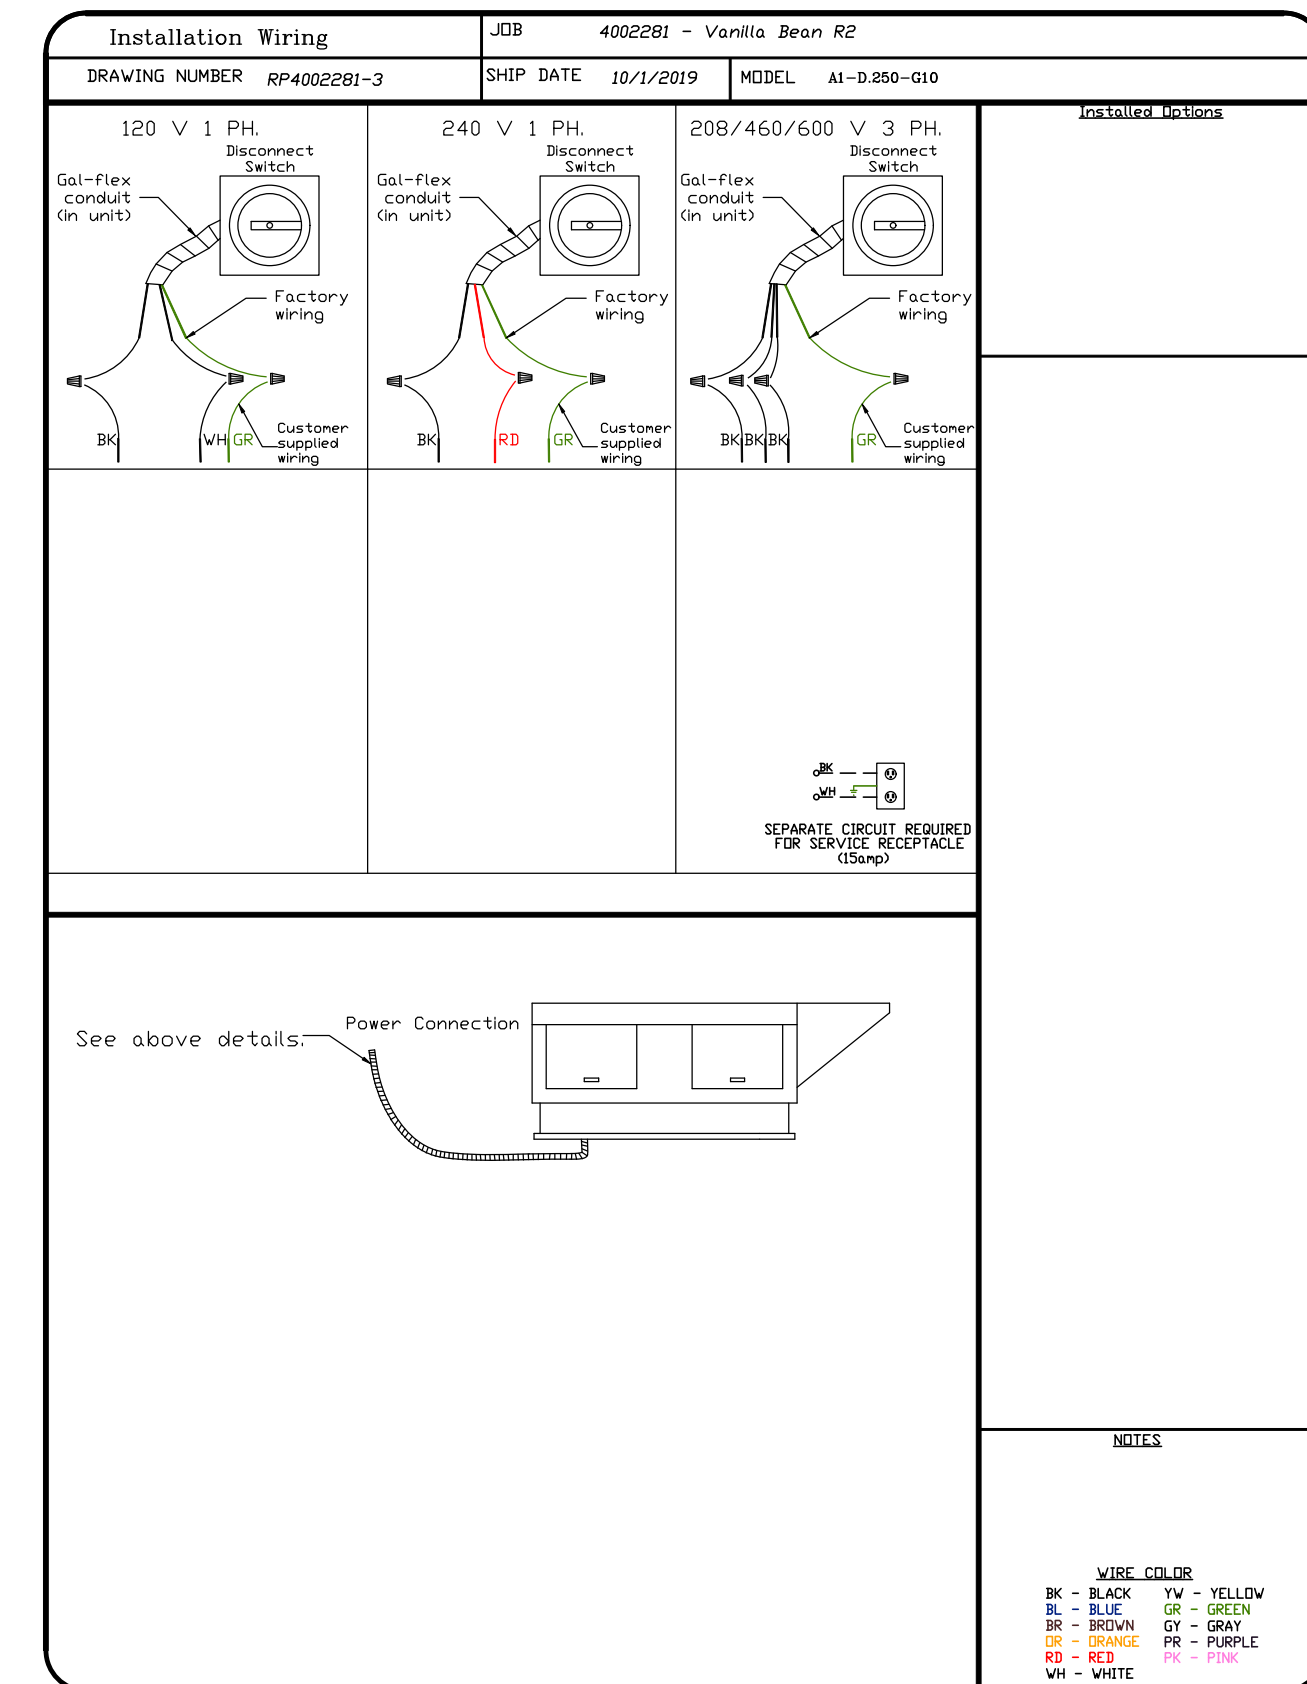 Installation Wiring
JOB 4002281 - Vanilla Bean R2
DRAWING NUMBER RP4002281-3
SHIP DATE 10/1/2019
MODEL A1-D.250-G10
120 V 1 PH.
Disconnect
Switch
Gal-flex
conduit
(in unit)
Factory
wiring
BK
WH
GR
Customer
supplied
wiring
240 V 1 PH.
Disconnect
Switch
Gal-flex
conduit
(in unit)
Factory
wiring
BK
RD
GR
Customer
supplied
wiring
208/460/600 V 3 PH.
Disconnect
Switch
Gal-flex
conduit
(in unit)
Factory
wiring
BK
BK
BK
GR
Customer
supplied
wiring
BK
WH
SEPARATE CIRCUIT REQUIRED
FOR SERVICE RECEPTACLE
(15amp)
Installed Options
See above details.
Power Connection
NOTES
WIRE COLOR
BK - BLACK YW - YELLOW
BL - BLUE GR - GREEN
BR - BROWN GY - GRAY
OR - ORANGE PR - PURPLE
RD - RED PK - PINK
WH - WHITE